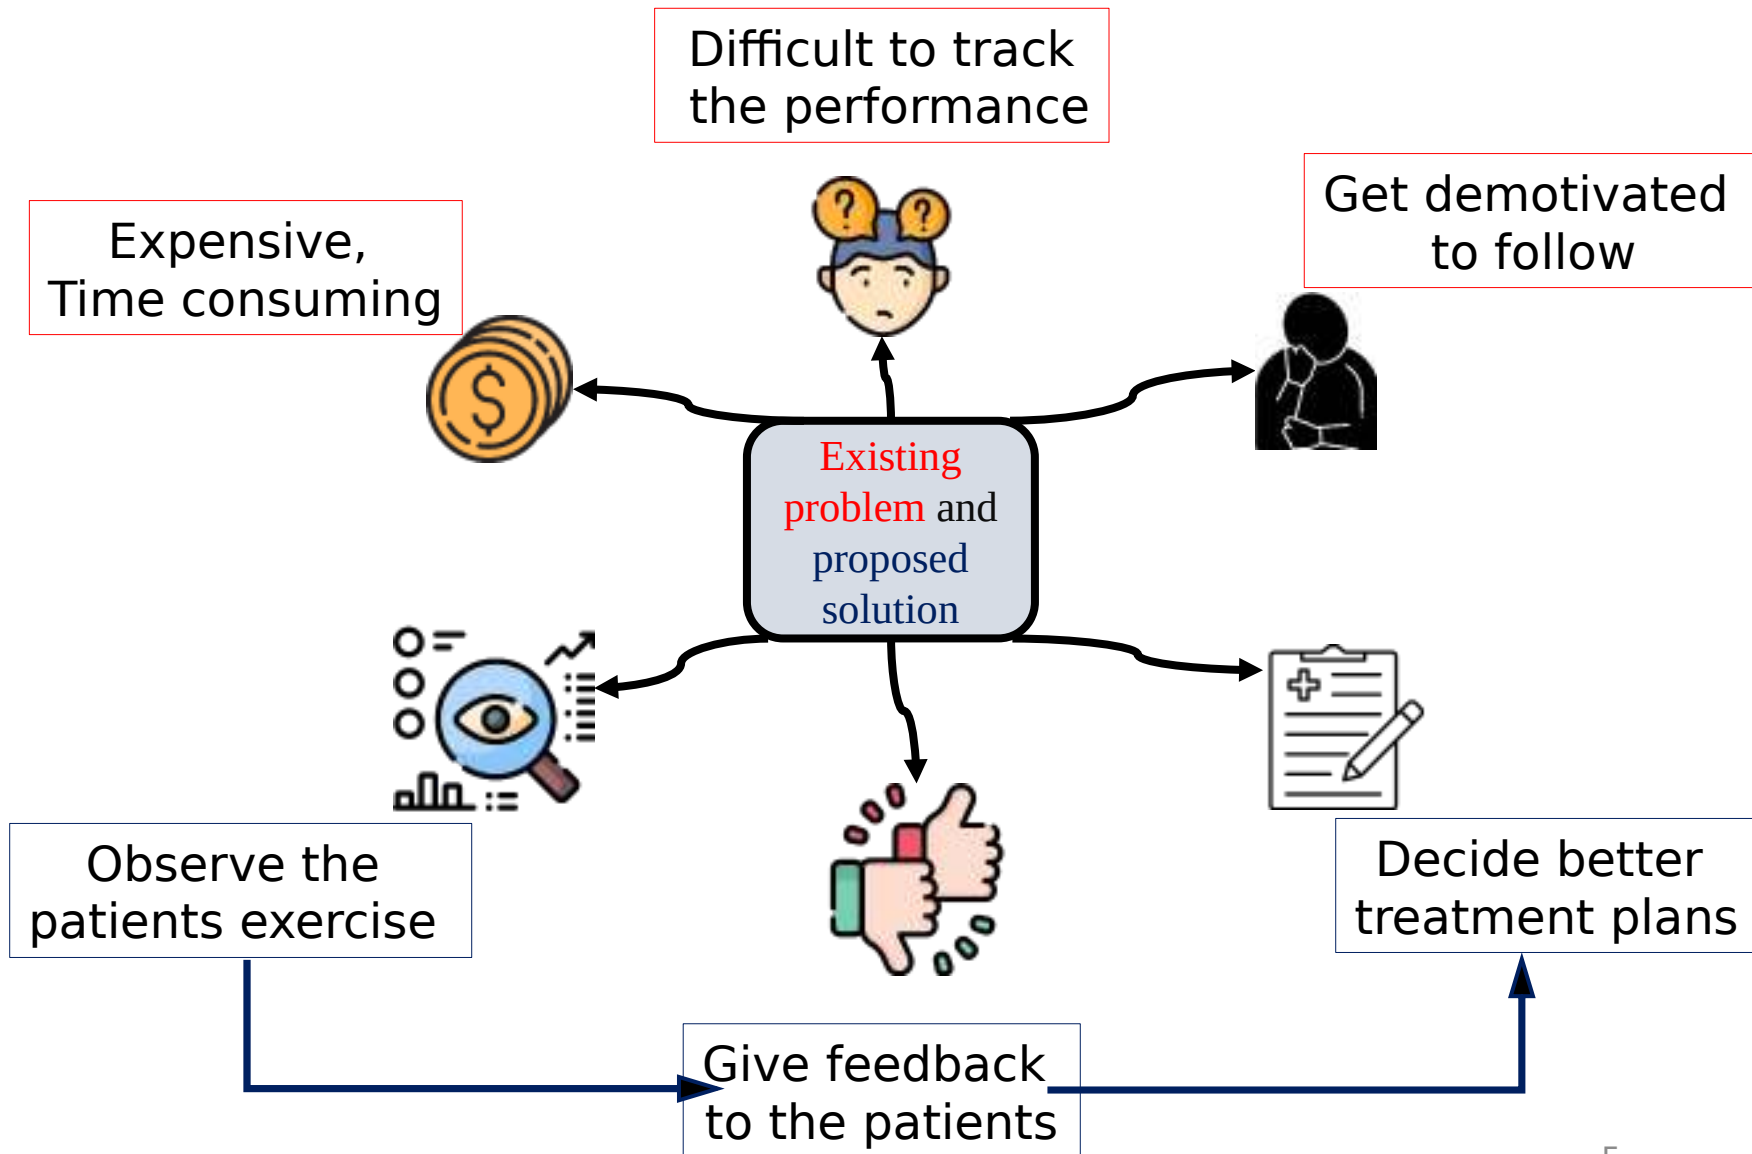 Difficult to track
the performance
Get demotivated
to follow
Expensive,
Time consuming
? ?
$
Existing
problem and
proposed
solution
Observe the
patients exercise
Decide better
treatment plans
Give feedback
to the patients